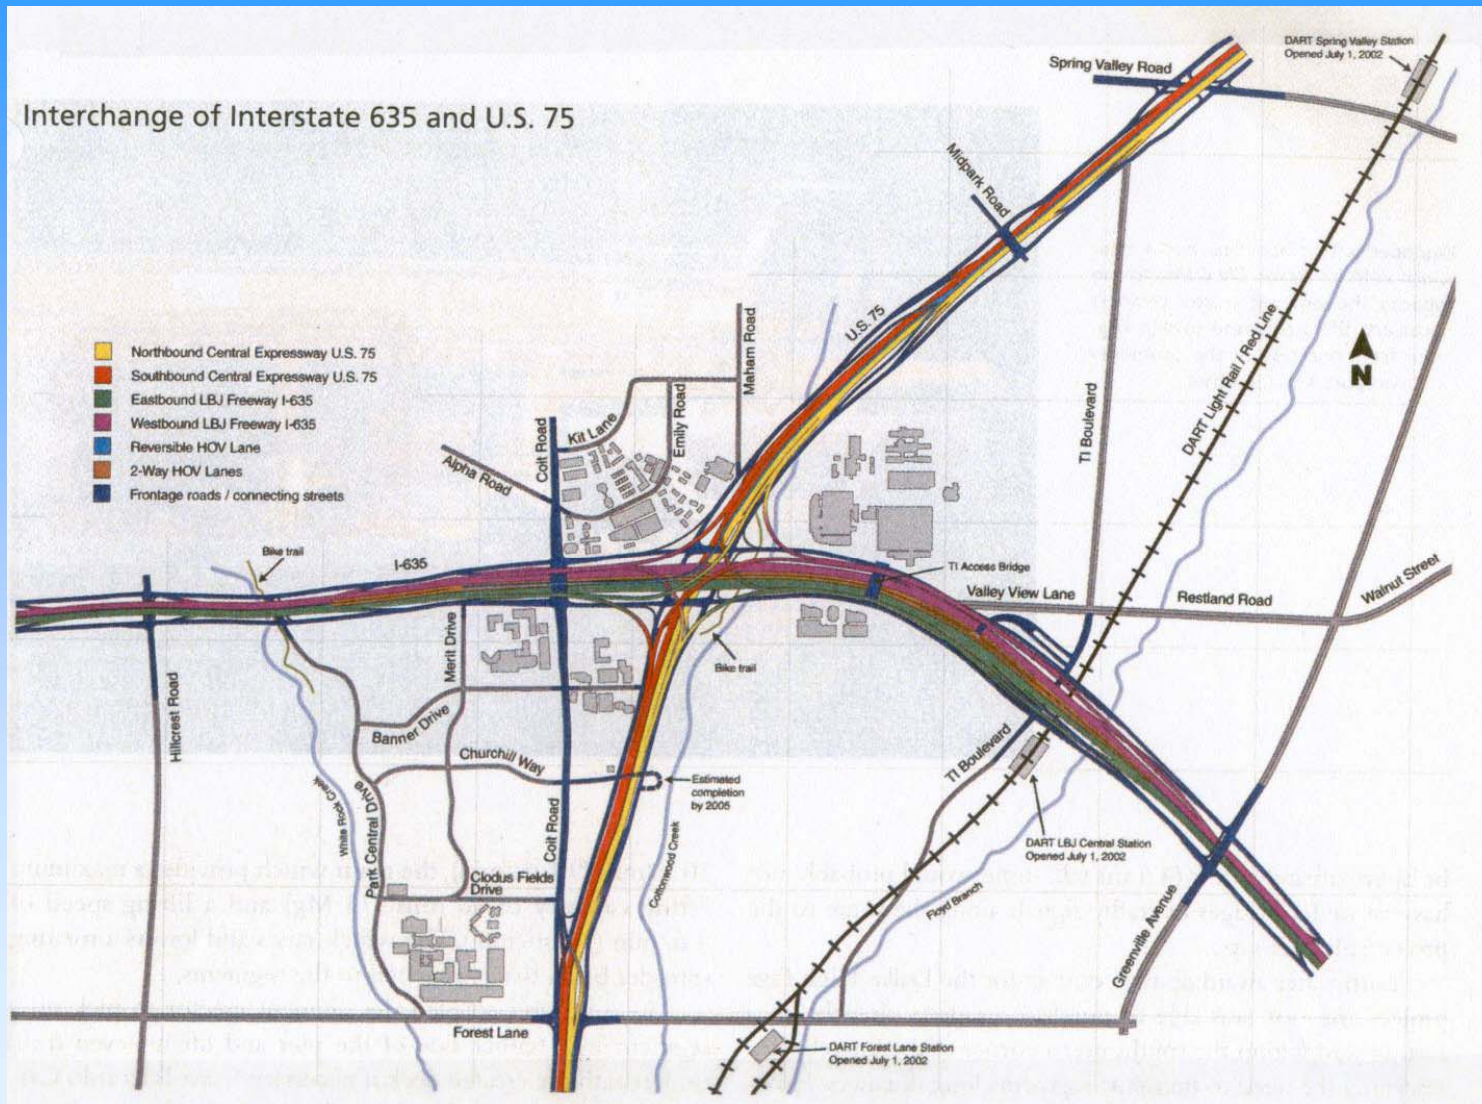 Interchange of Interstate 635 and U.S. 75
DART Spring Valley Station
Opened July 1, 2002
Spring Valley Road
Midpark Road
U.S. 75
Maham Road
N
DART Light Rail / Red Line
TI Boulevard
Northbound Central Expressway U.S. 75
Southbound Central Expressway U.S. 75
Eastbound LBJ Freeway I-635
Westbound LBJ Freeway I-635
Reversible HOV Lane
2-Way HOV Lanes
Frontage roads / connecting streets
Kit Lane
Emily Road
Coit Road
Alpha Road
Bike trail
I-635
TI Access Bridge
Valley View Lane
Restland Road
Walnut Street
Merit Drive
Bike trail
Hillcrest Road
Banner Drive
Churchill Way
TI Boulevard
Estimated
completion
by 2005
White Rock Creek
Park Central Drive
Coit Road
Cottonwood Creek
DART LBJ Central Station
Opened July 1, 2002
Clodus Fields
Drive
Floyd Branch
Greenville Avenue
Forest Lane
DART Forest Lane Station
Opened July 1, 2002